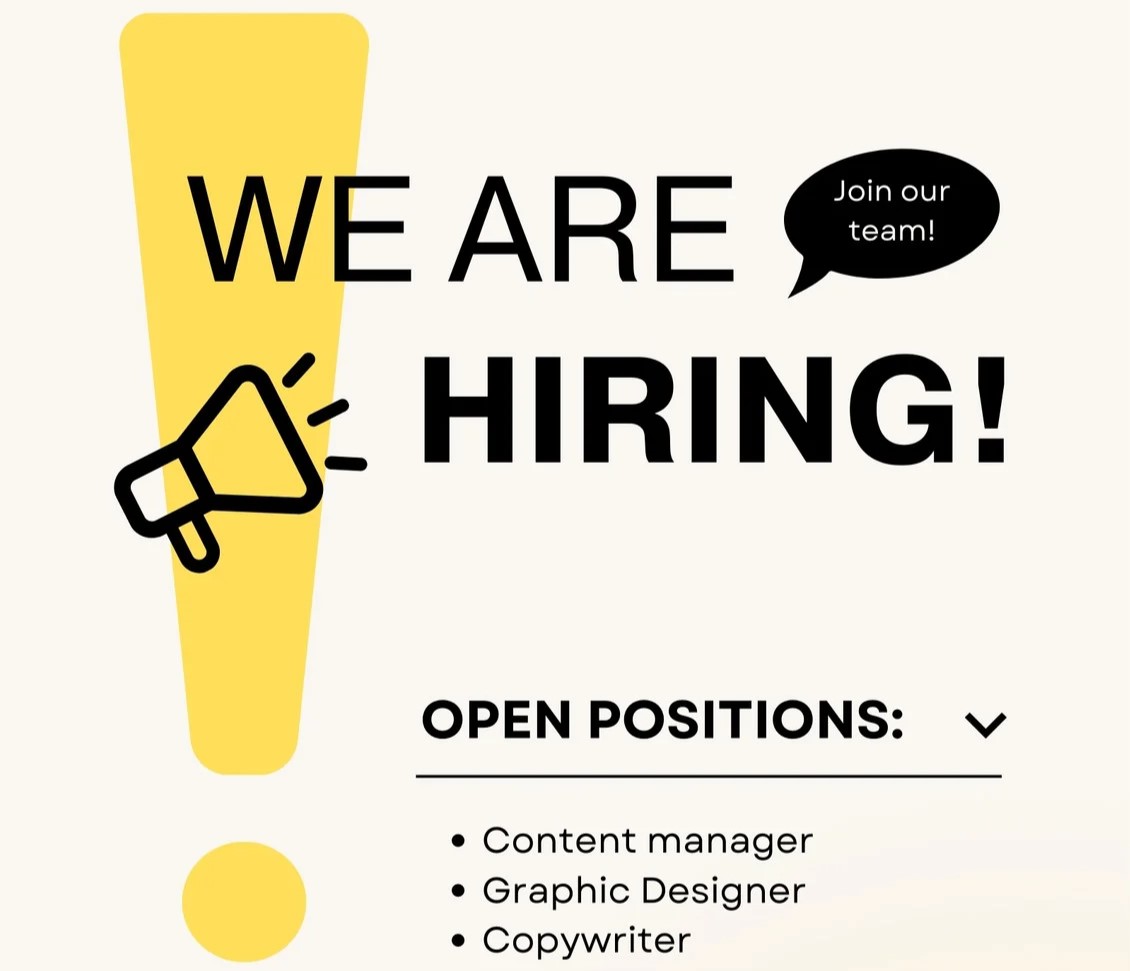 WE ARE
Join our
team!
HIRING!
OPEN POSITIONS:
• Content manager
• Graphic Designer
• Copywriter